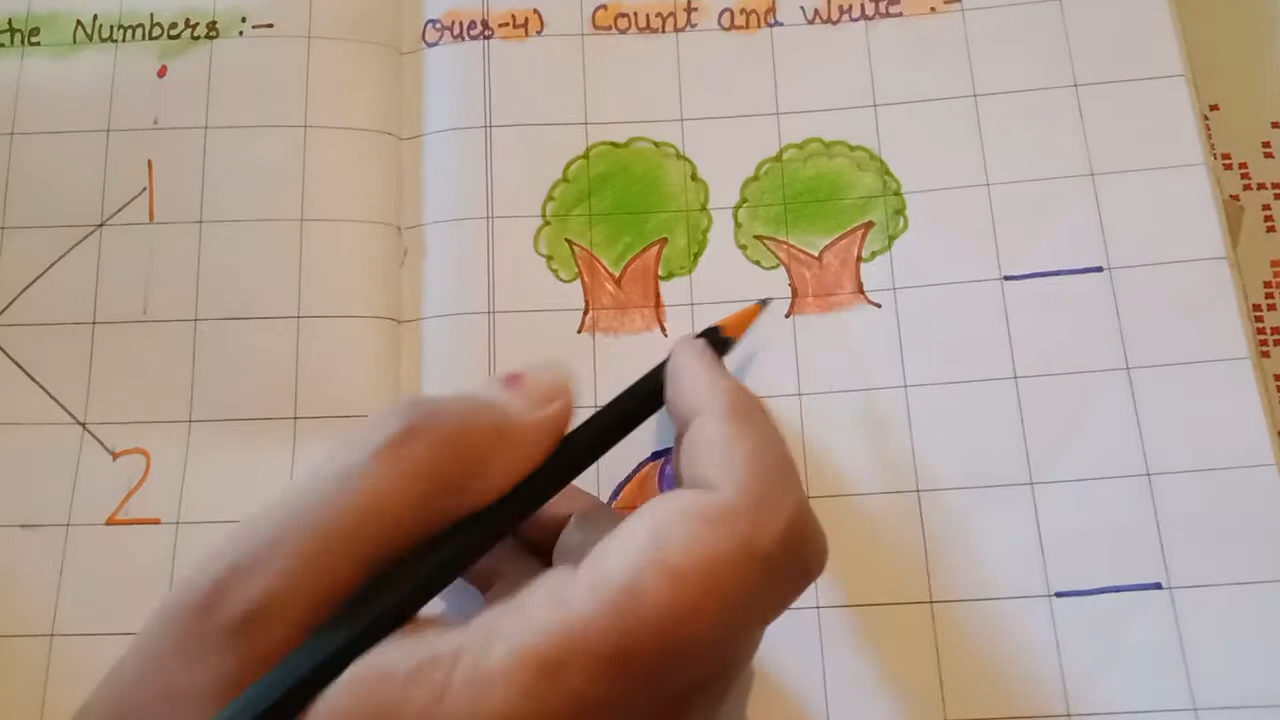 the Numbers :-
Ques-4) Count and write :-
1
2